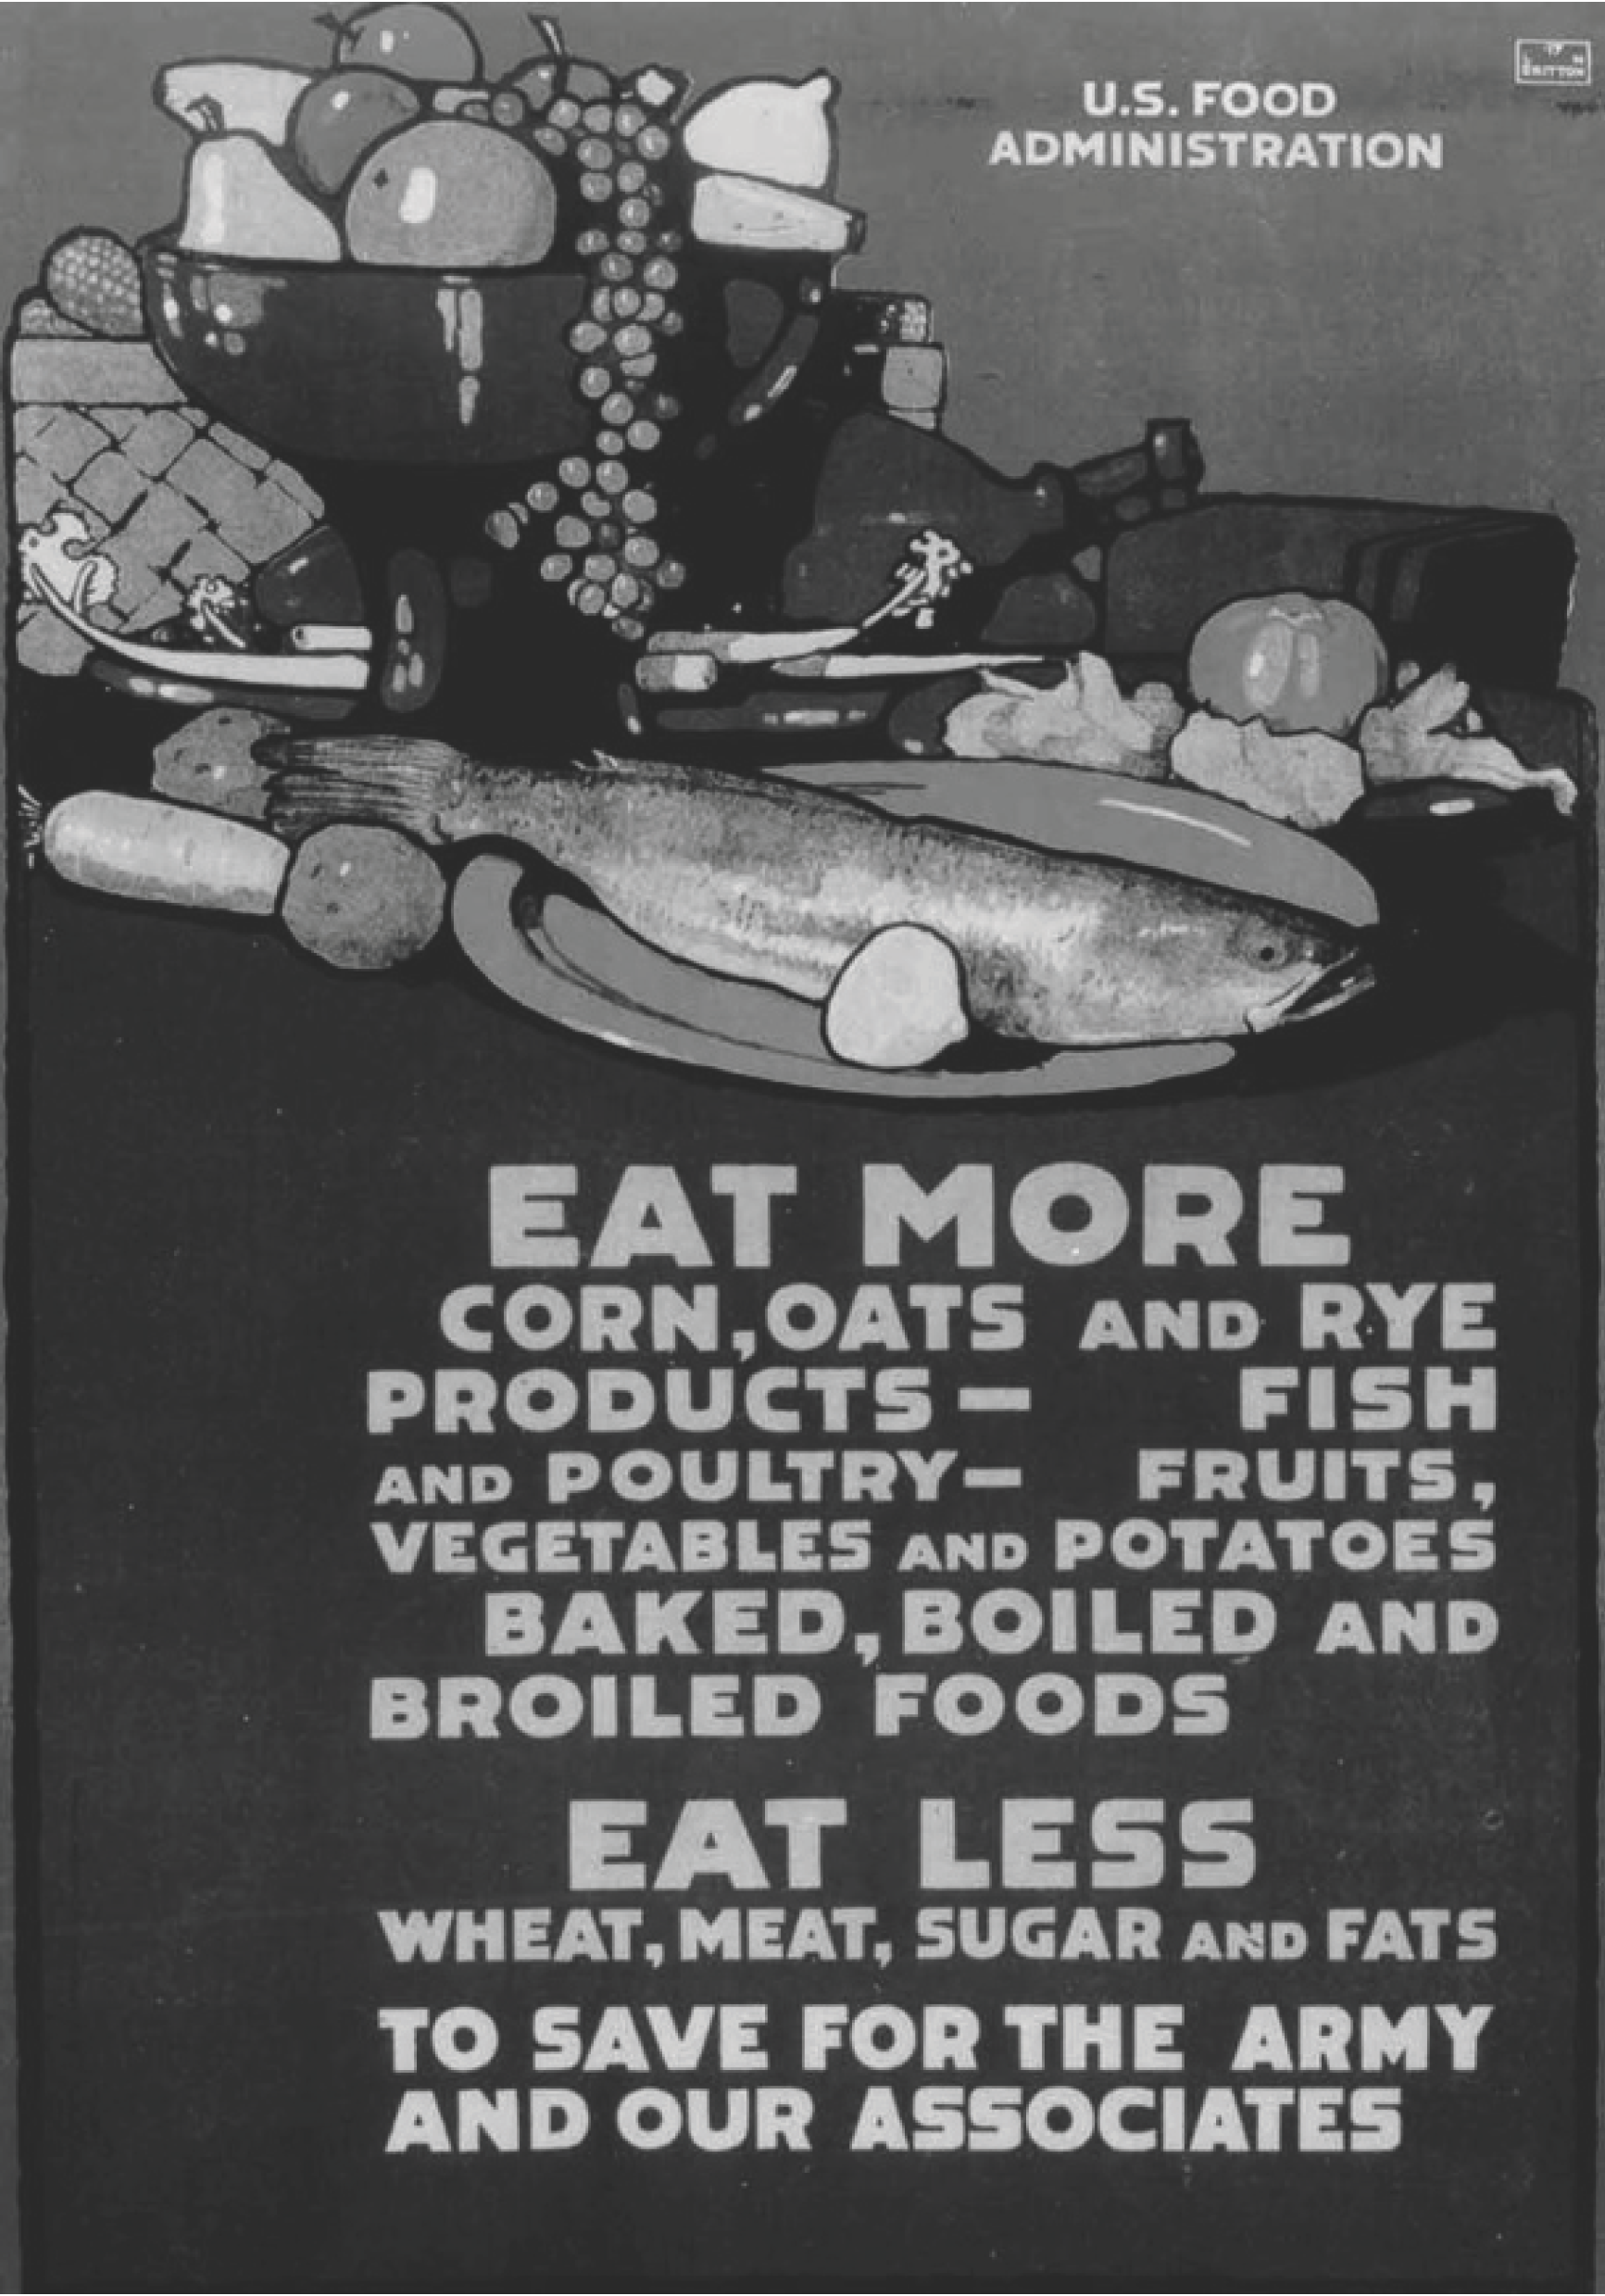 U.S. FOOD
ADMINISTRATION
17
L N
BRITTON
EAT MORE
CORN, OATS AND RYE
PRODUCTS — FISH
AND POULTRY — FRUITS,
VEGETABLES AND POTATOES
BAKED, BOILED AND
BROILED FOODS
EAT LESS
WHEAT, MEAT, SUGAR AND FATS
TO SAVE FOR THE ARMY
AND OUR ASSOCIATES